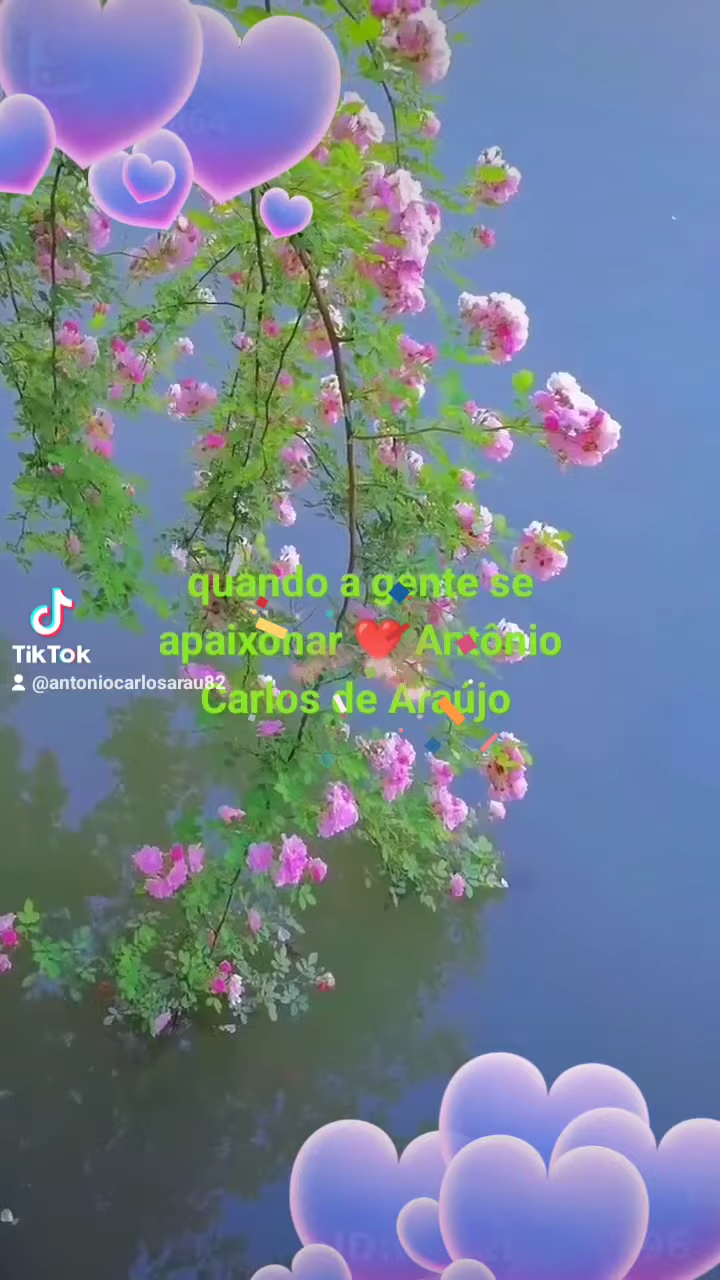 quando a gente se
apaixonar ❤️ Antônio
Carlos de Araújo
TikTok
@antoniocarlosarau82